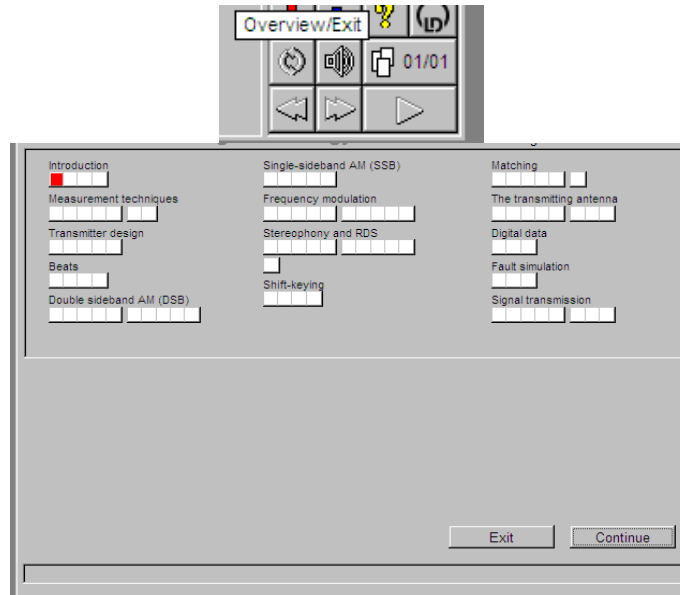 Overview/Exit
01/01
Introduction
Single-sideband AM (SSB)
Matching
Measurement techniques
Frequency modulation
The transmitting antenna
Transmitter design
Stereophony and RDS
Digital data
Beats
Fault simulation
Shift-keying
Double sideband AM (DSB)
Signal transmission
Exit
Continue